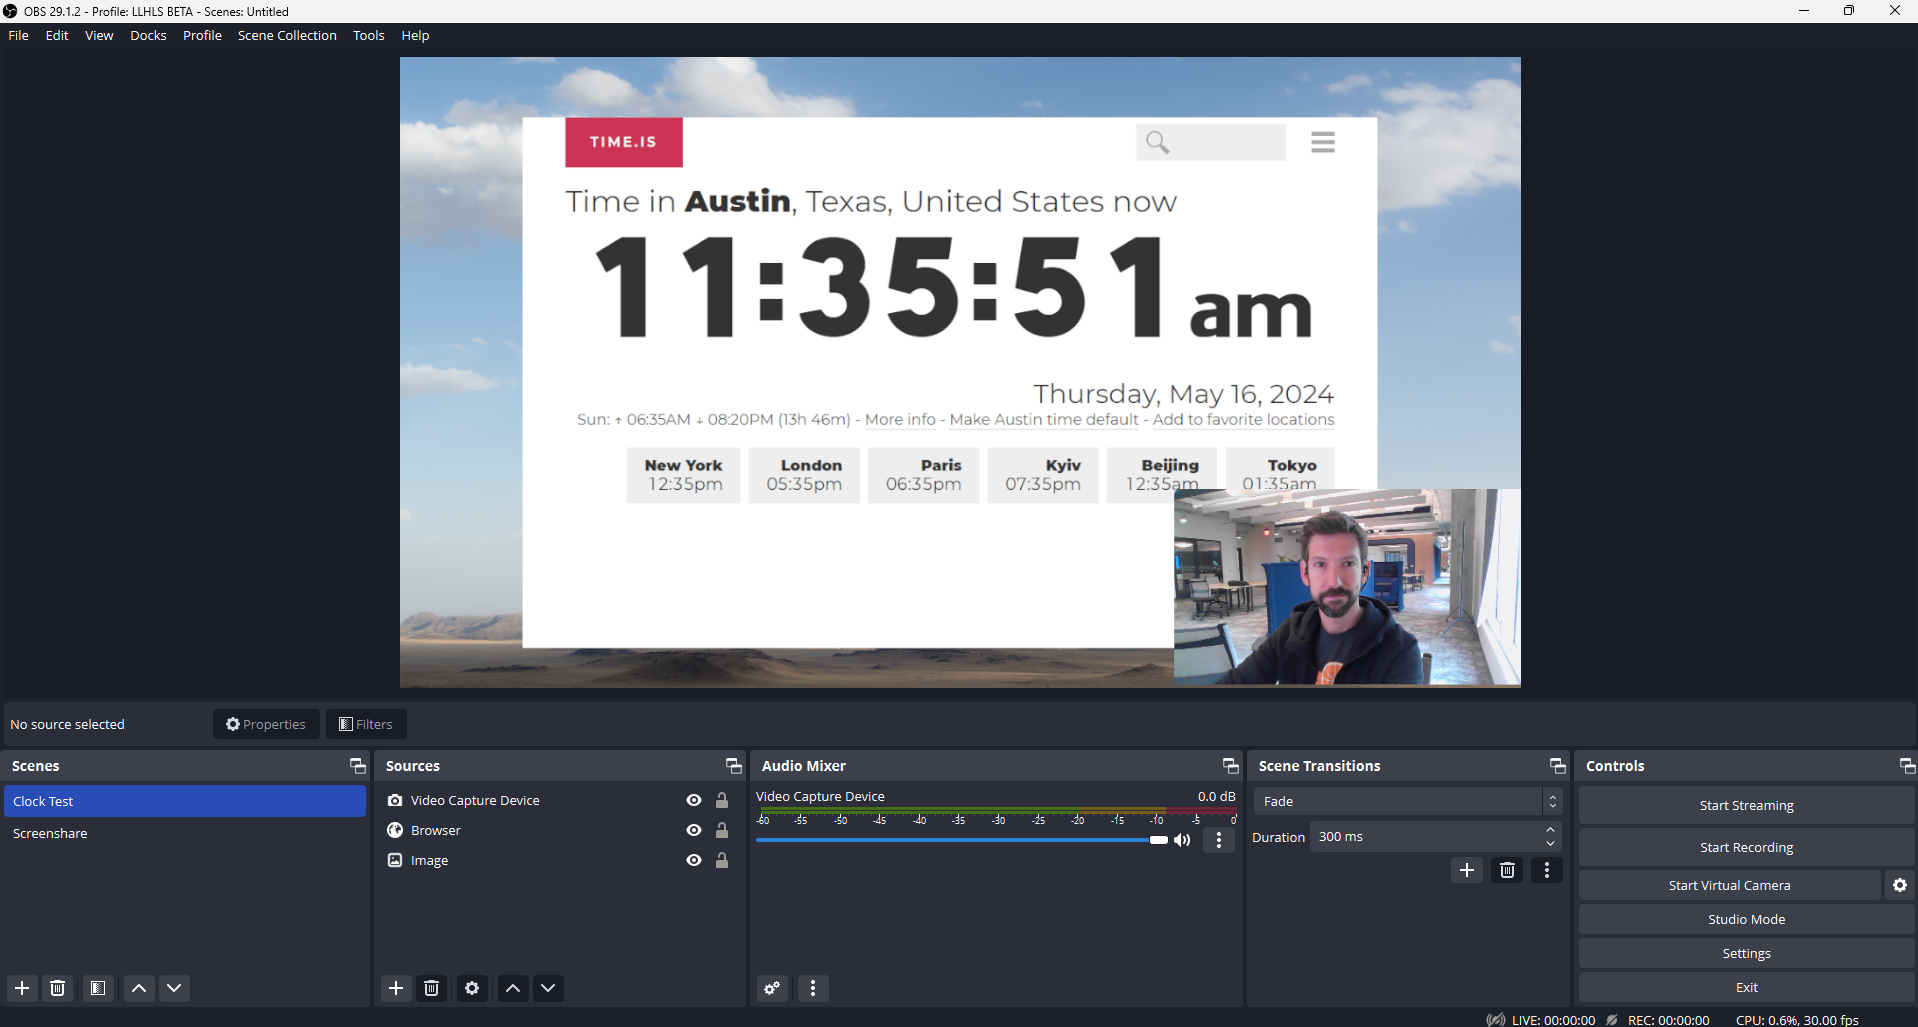 OBS 29.1.2 - Profile: LLHLS BETA - Scenes: Untitled
File Edit View Docks Profile Scene Collection Tools Help
TIME.IS
Time in Austin, Texas, United States now
11:35:51 am
Thursday, May 16, 2024
Sun: ↑ 06:35AM ↓ 08:20PM (13h 46m) - More info - Make Austin time default - Add to favorite locations
New York London Paris Kyiv Beijing Tokyo
12:35pm 05:35pm 06:35pm 07:35pm 12:35am 01:35am
No source selected Properties Filters
Scenes
Clock Test
Screenshare
Sources
Video Capture Device
Browser
Image
Audio Mixer
Video Capture Device 0.0 dB
-60 -55 -50 -45 -40 -35 -30 -25 -20 -15 -10 -5 0
Scene Transitions
Fade
Duration 300 ms
Controls
Start Streaming
Start Recording
Start Virtual Camera
Studio Mode
Settings
Exit
LIVE: 00:00:00 REC: 00:00:00 CPU: 0.6%, 30.00 fps